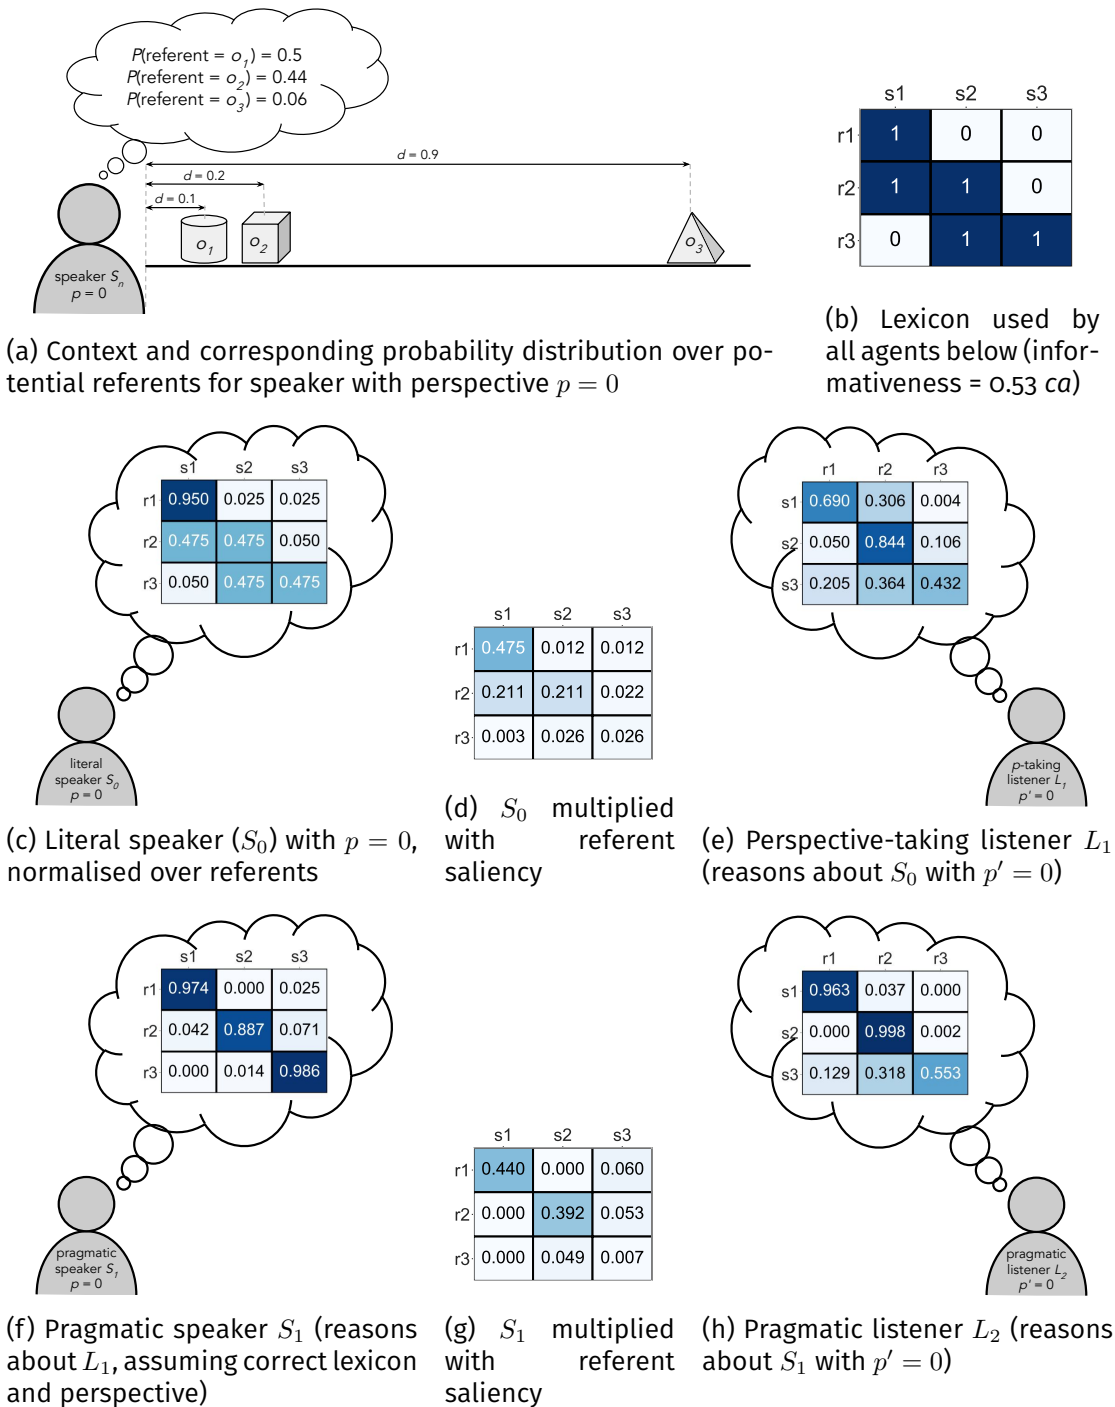 P(referent = o1) = 0.5
P(referent = o2) = 0.44
P(referent = o3) = 0.06
d = 0.9
d = 0.2
d = 0.1
o1 o2 o3
speaker Sn
p = 0
s1 s2 s3
r1 1 0 0
r2 1 1 0
r3 0 1 1
(a) Context and corresponding probability distribution over po-
tential referents for speaker with perspective p = 0
(b) Lexicon used by
all agents below (infor-
mativeness = 0.53 ca)
s1 s2 s3
r1 0.950 0.025 0.025
r2 0.475 0.475 0.050
r3 0.050 0.475 0.475
literal
speaker S0
p = 0
(c) Literal speaker (S0) with p = 0,
normalised over referents
s1 s2 s3
r1 0.475 0.012 0.012
r2 0.211 0.211 0.022
r3 0.003 0.026 0.026
(d) S0 multiplied
with referent
saliency
r1 r2 r3
s1 0.690 0.306 0.004
s2 0.050 0.844 0.106
s3 0.205 0.364 0.432
p-taking
listener L1
p' = 0
(e) Perspective-taking listener L1
(reasons about S0 with p′ = 0)
s1 s2 s3
r1 0.974 0.000 0.025
r2 0.042 0.887 0.071
r3 0.000 0.014 0.986
pragmatic
speaker S1
p = 0
(f) Pragmatic speaker S1 (reasons
about L1, assuming correct lexicon
and perspective)
s1 s2 s3
r1 0.440 0.000 0.060
r2 0.000 0.392 0.053
r3 0.000 0.049 0.007
(g) S1 multiplied
with referent
saliency
r1 r2 r3
s1 0.963 0.037 0.000
s2 0.000 0.998 0.002
s3 0.129 0.318 0.553
pragmatic
listener L2
p' = 0
(h) Pragmatic listener L2 (reasons
about S1 with p′ = 0)